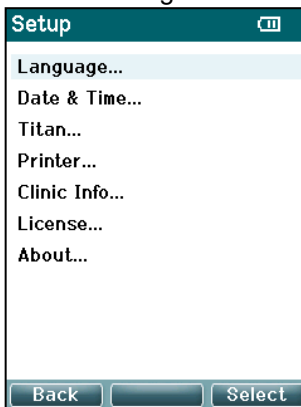 Setup
Language...
Date & Time...
Titan...
Printer...
Clinic Info...
License...
About...
Back Select